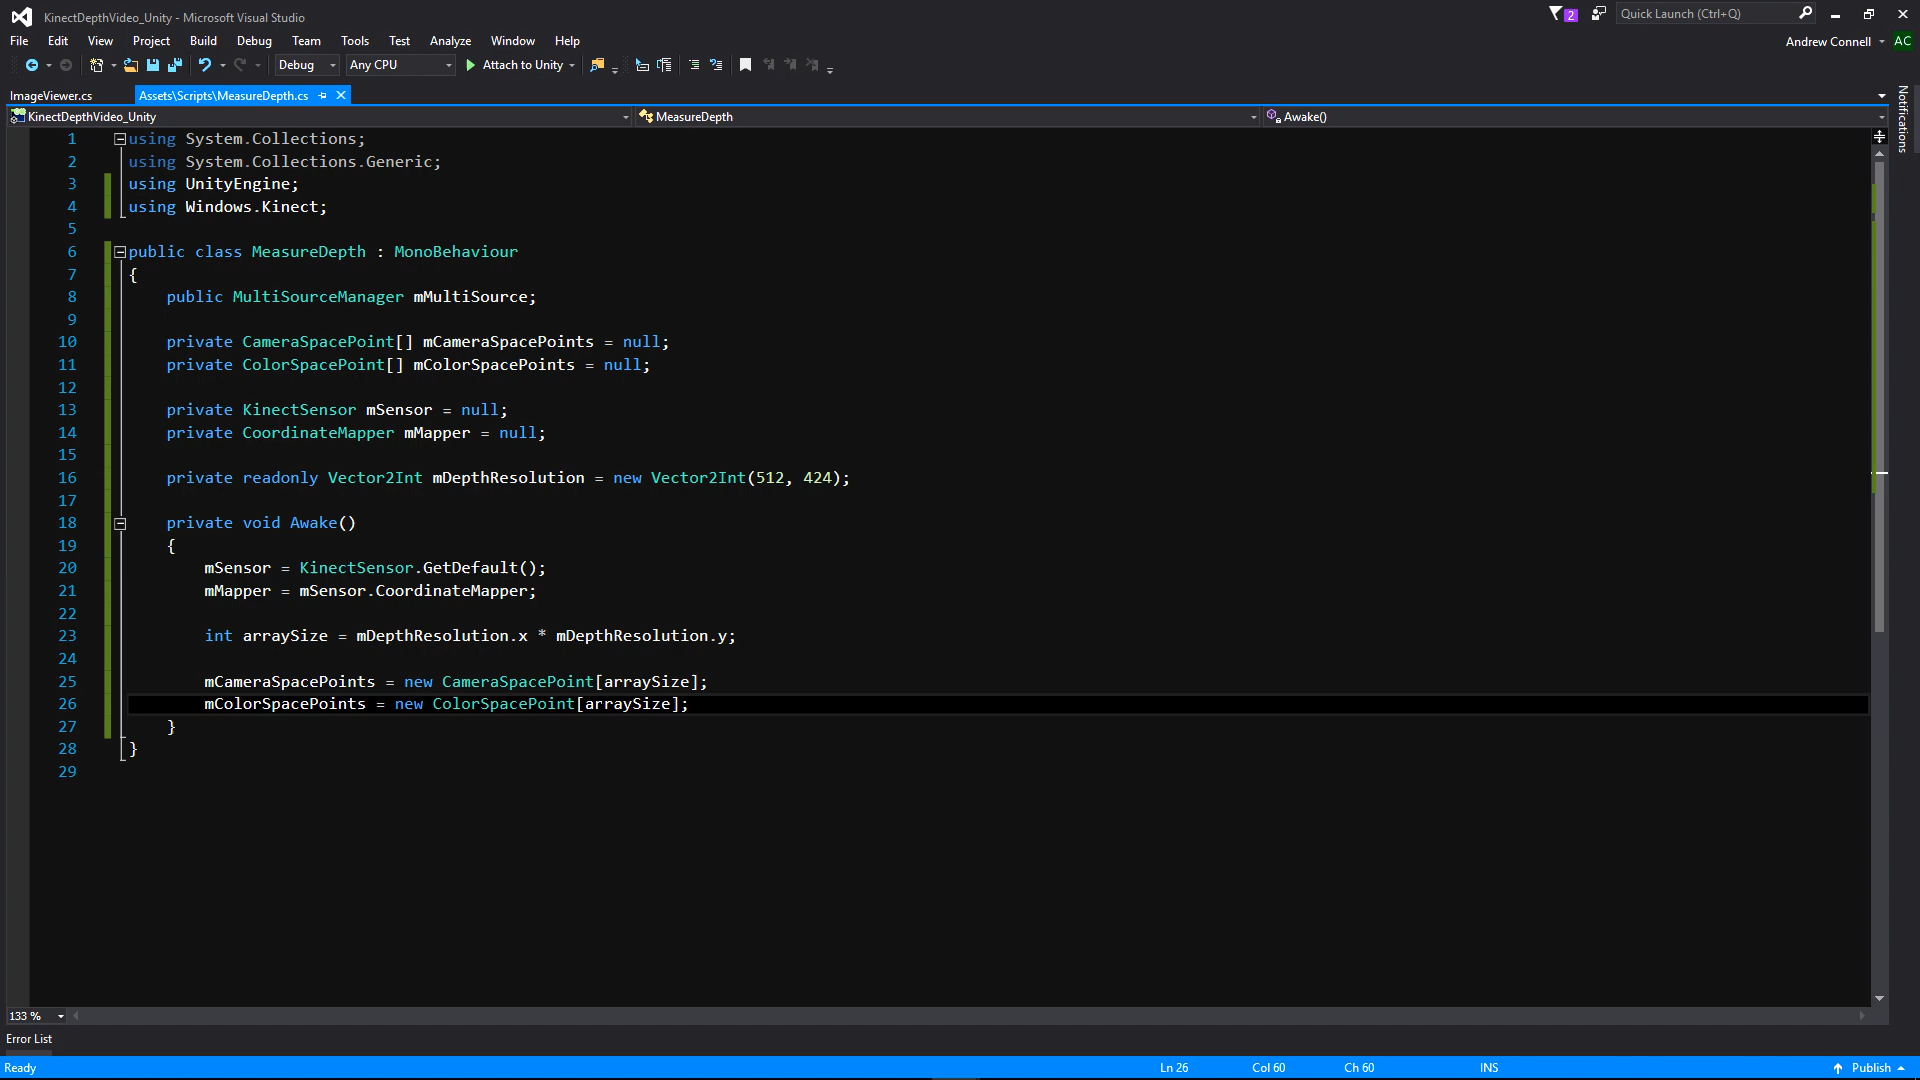 KinectDepthVideo_Unity - Microsoft Visual Studio
2
Quick Launch (Ctrl+Q)
File Edit View Project Build Debug Team Tools Test Analyze Window Help
Andrew Connell AC
Debug Any CPU Attach to Unity
ImageViewer.cs Assets\Scripts\MeasureDepth.cs
Notifications
KinectDepthVideo_Unity MeasureDepth Awake()
1 using System.Collections;
2 using System.Collections.Generic;
3 using UnityEngine;
4 using Windows.Kinect;
5
6 public class MeasureDepth : MonoBehaviour
7 {
8 public MultiSourceManager mMultiSource;
9
10 private CameraSpacePoint[] mCameraSpacePoints = null;
11 private ColorSpacePoint[] mColorSpacePoints = null;
12
13 private KinectSensor mSensor = null;
14 private CoordinateMapper mMapper = null;
15
16 private readonly Vector2Int mDepthResolution = new Vector2Int(512, 424);
17
18 private void Awake()
19 {
20 mSensor = KinectSensor.GetDefault();
21 mMapper = mSensor.CoordinateMapper;
22
23 int arraySize = mDepthResolution.x * mDepthResolution.y;
24
25 mCameraSpacePoints = new CameraSpacePoint[arraySize];
26 mColorSpacePoints = new ColorSpacePoint[arraySize];
27 }
28 }
29
133 %
Error List
Ready Ln 26 Col 60 Ch 60 INS Publish